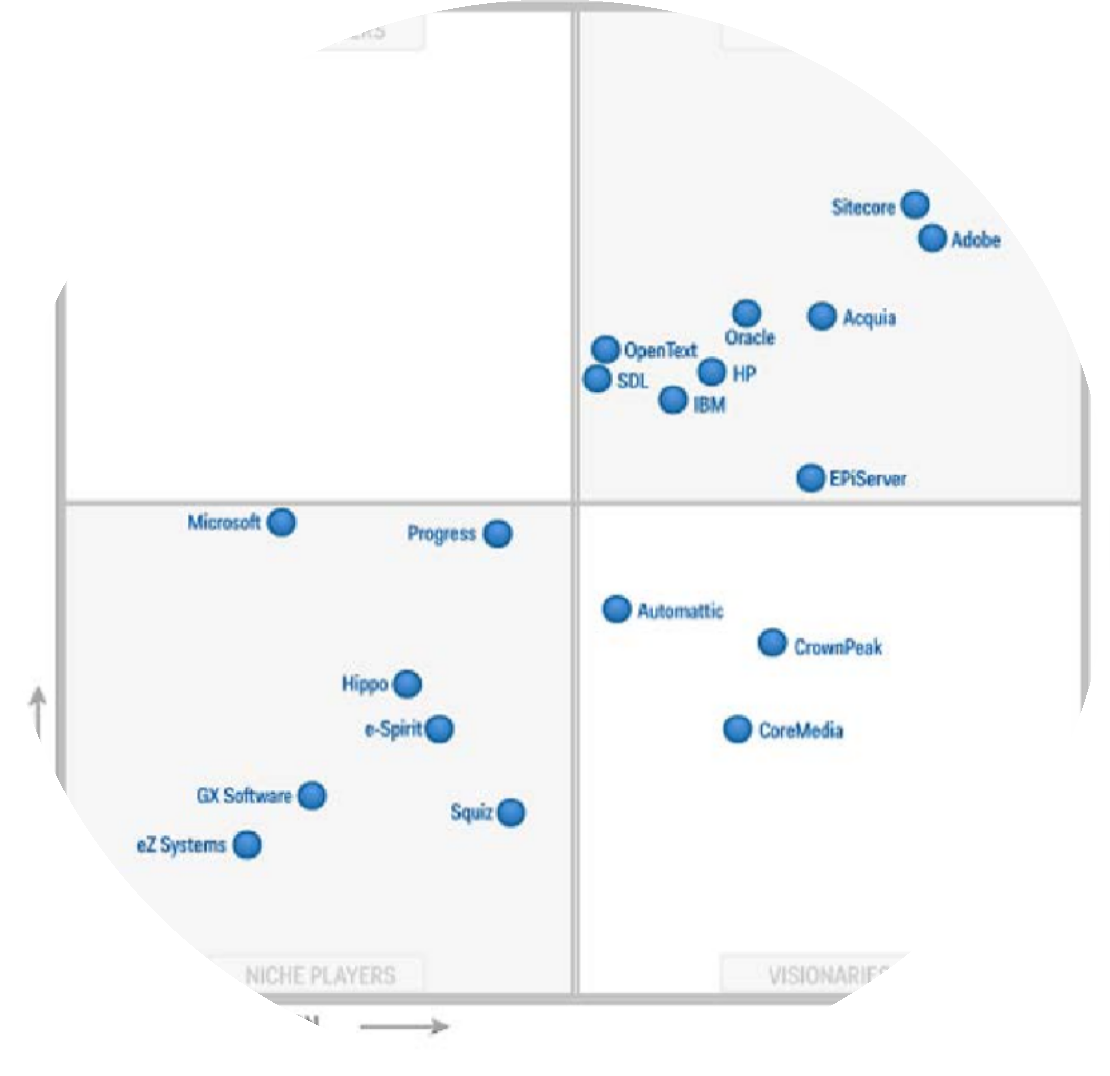 Sitecore
Adobe
Oracle
Acquia
OpenText
SDL
HP
IBM
EPiServer
Microsoft
Progress
Automattic
CrownPeak
Hippo
e-Spirit
CoreMedia
GX Software
Squiz
eZ Systems
NICHE PLAYERS
VISIONARIES